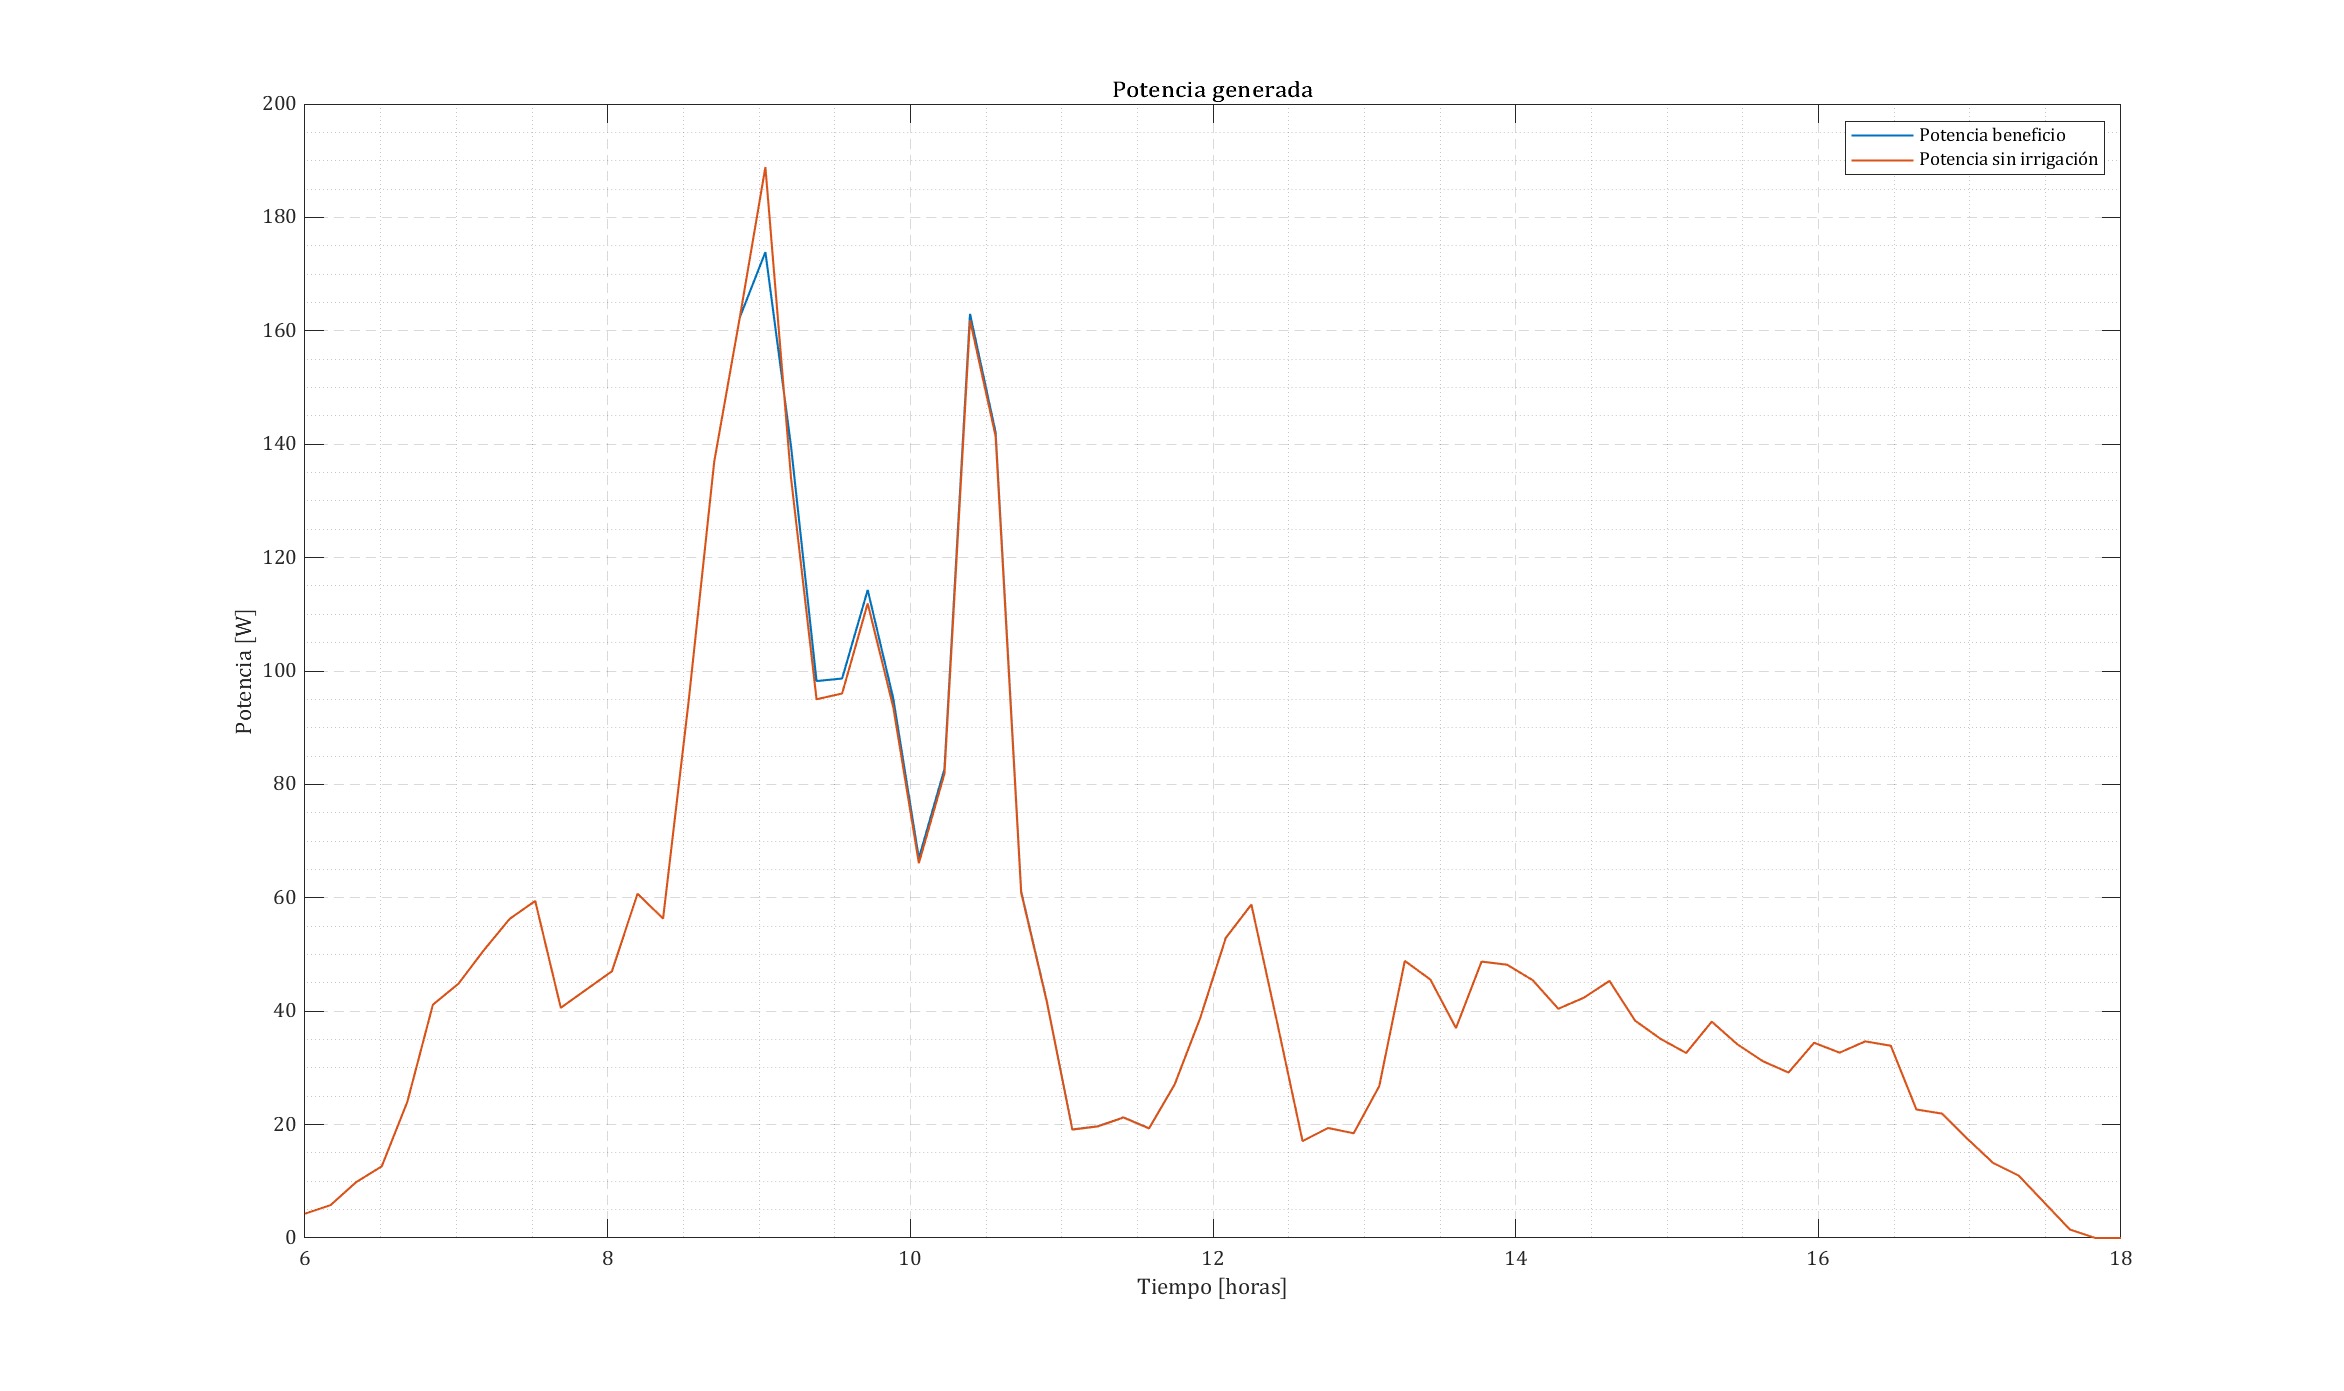 Potencia generada
200
180
160
140
120
100
80
60
40
20
0
Potencia [W]
Potencia beneficio
Potencia sin irrigación
6 8 10 12 14 16 18
Tiempo [horas]